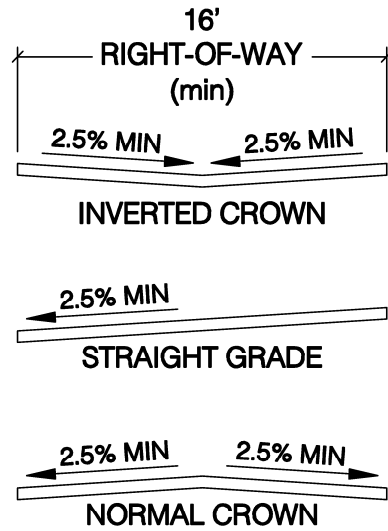 16'
RIGHT-OF-WAY
(min)
2.5% MIN 2.5% MIN
INVERTED CROWN
2.5% MIN
STRAIGHT GRADE
2.5% MIN 2.5% MIN
NORMAL CROWN